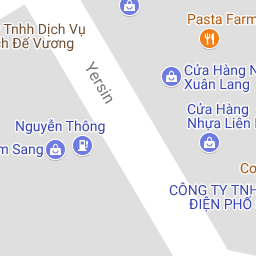 Pasta Farm
Tnhh Dịch Vụ
ch Đế Vương
Yersin
Cửa Hàng N
Xuân Lang
Cửa Hàng
Nhựa Liên
Nguyễn Thông
m Sang
Co
CÔNG TY TNH
ĐIỆN PHỐ